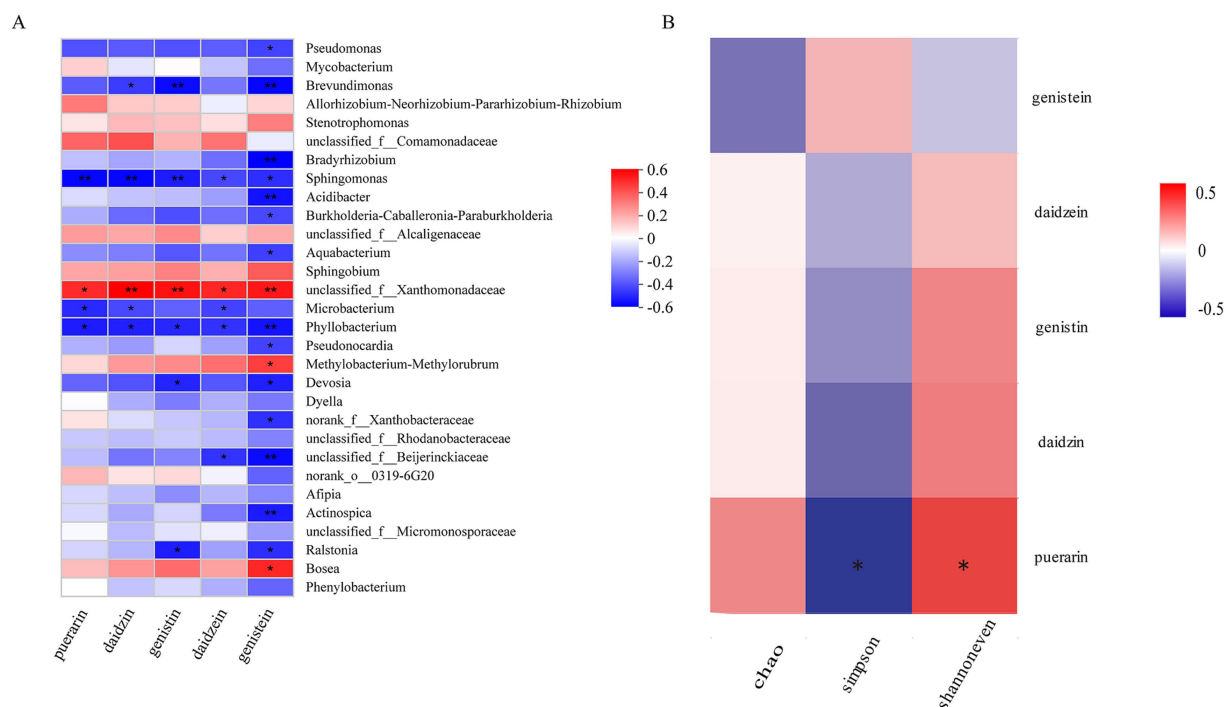 A
B
* Pseudomonas
Mycobacterium
* ** ** Brevundimonas
Allorhizobium-Neorhizobium-Pararhizobium-Rhizobium
Stenotrophomonas
unclassified_f__Comamonadaceae
** Bradyrhizobium
** ** ** * * Sphingomonas
** Acidibacter
* Burkholderia-Caballeronia-Paraburkholderia
unclassified_f__Alcaligenaceae
* Aquabacterium
Sphingobium
* ** ** * ** unclassified_f__Xanthomonadaceae
* * * Microbacterium
* * * * ** Phyllobacterium
* Pseudonocardia
* Methylobacterium-Methylorubrum
* * Devosia
Dyella
* norank_f__Xanthobacteraceae
unclassified_f__Rhodanobacteraceae
* ** unclassified_f__Beijerinckiaceae
norank_o__0319-6G20
Afipia
** Actinospica
unclassified_f__Micromonosporaceae
* * Ralstonia
* Bosea
Phenylobacterium
puerarin
daidzin
genistin
daidzein
genistein
0.6
0.4
0.2
0
-0.2
-0.4
-0.6
genistein
daidzein
genistin
daidzin
* * puerarin
chao
simpson
shannoneven
0.5
0
-0.5